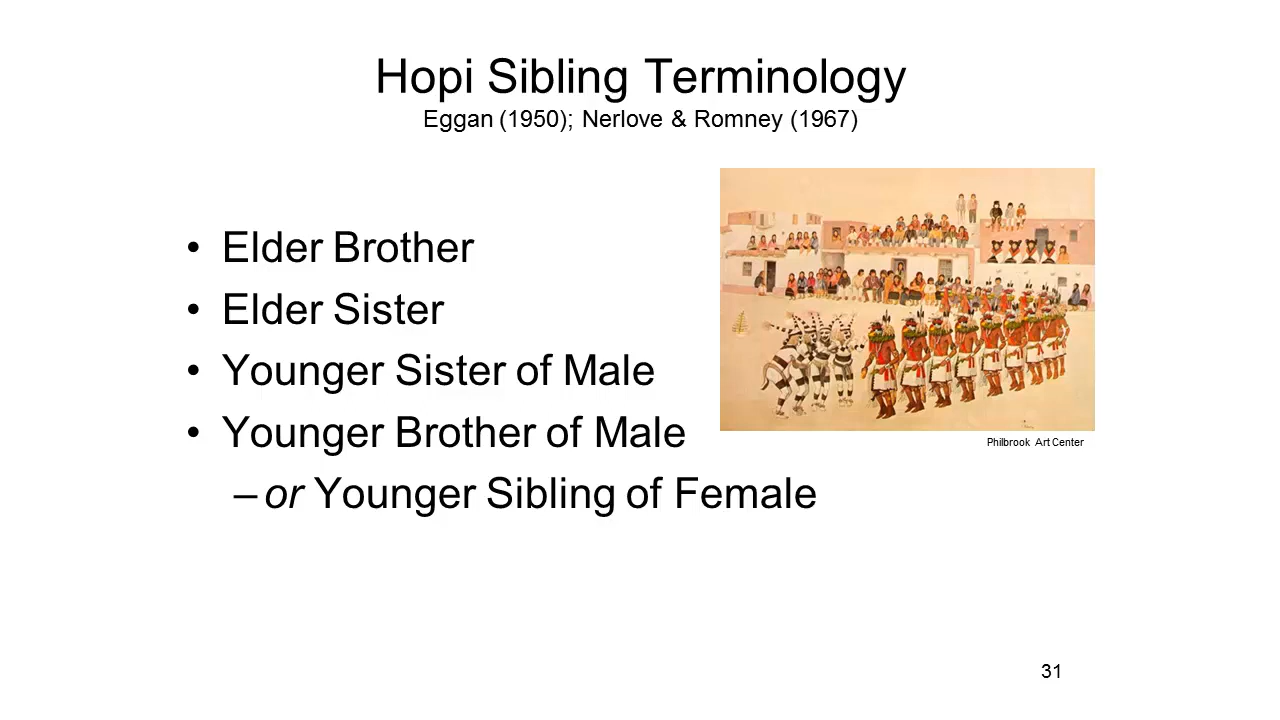 Hopi Sibling Terminology
Eggan (1950); Nerlove & Romney (1967)
• Elder Brother
• Elder Sister
• Younger Sister of Male
• Younger Brother of Male
– or Younger Sibling of Female
Philbrook Art Center
31